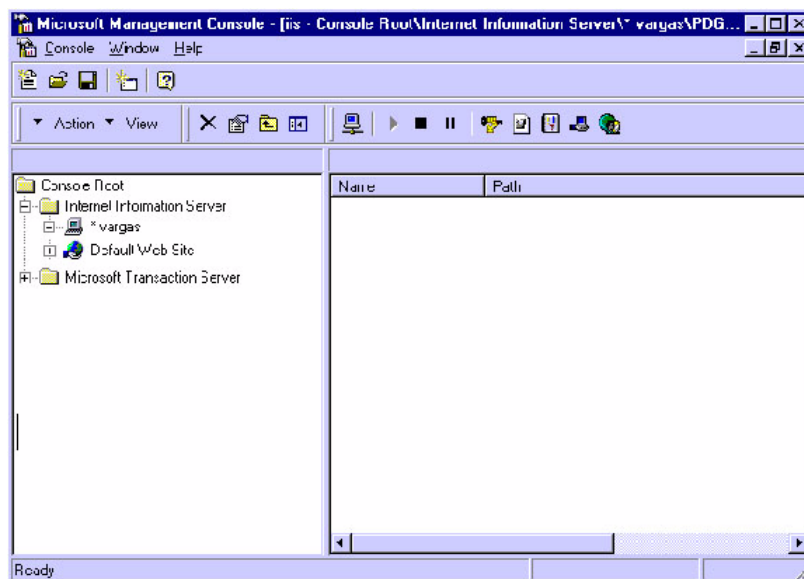 Microsoft Management Console - [iis - Console Root\Internet Information Server\* vargas\PDG...
Console Window Help
Action View
Name Path
Console Root
Internet Information Server
* vargas
Default Web Site
Microsoft Transaction Server
Ready